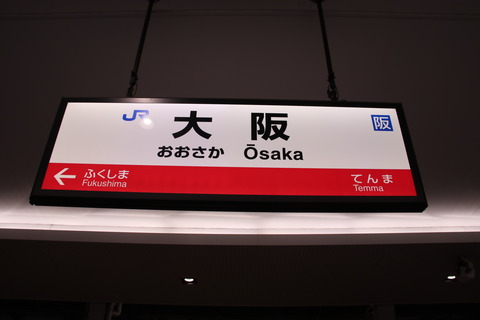 JR 大阪 阪
おおさか Ōsaka
← ふくしま てんま
Fukushima Temma